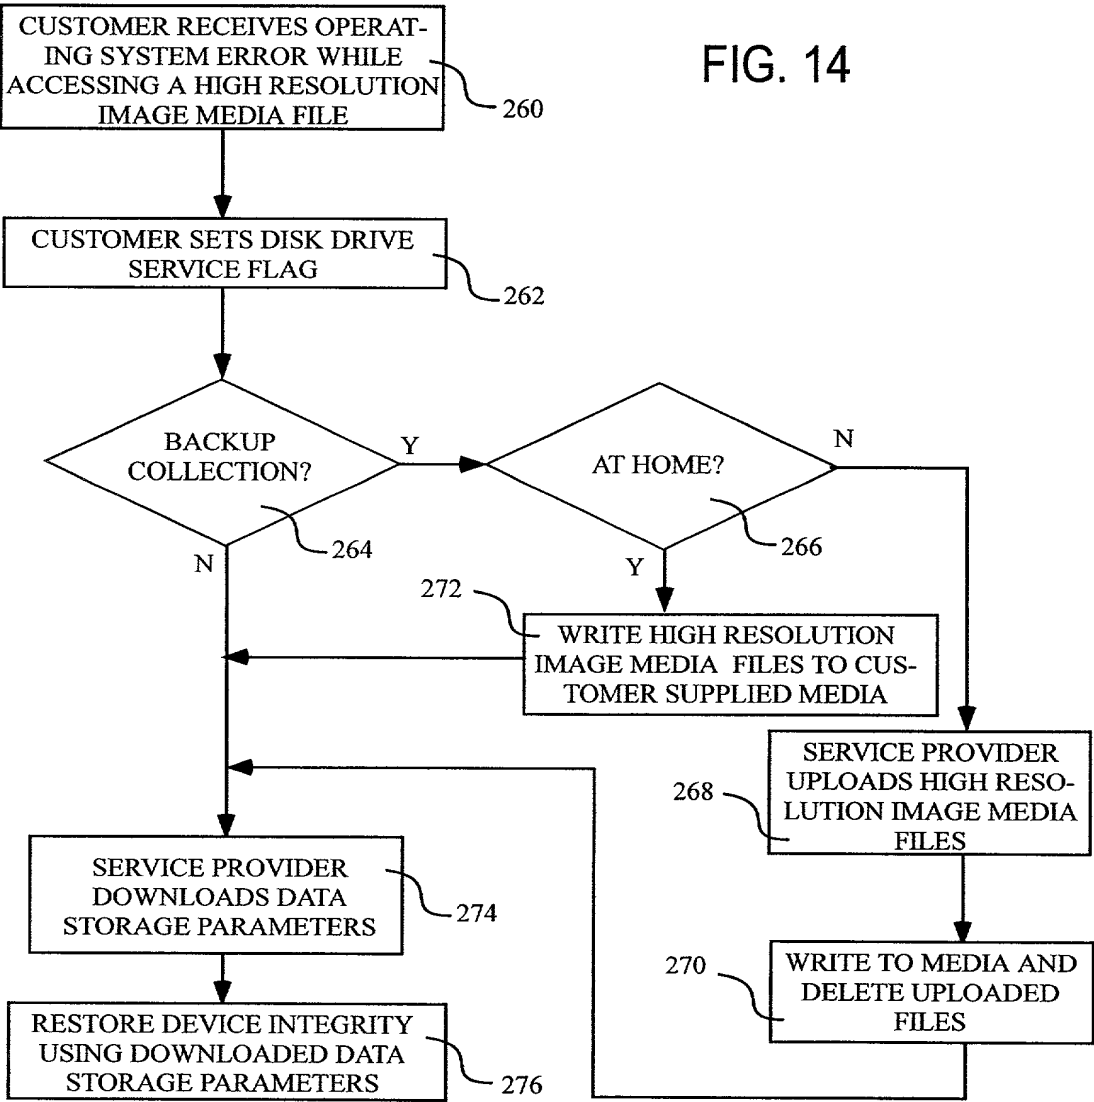 CUSTOMER RECEIVES OPERAT-
ING SYSTEM ERROR WHILE
ACCESSING A HIGH RESOLUTION
IMAGE MEDIA FILE
260
FIG. 14
CUSTOMER SETS DISK DRIVE
SERVICE FLAG
262
BACKUP
COLLECTION?
264
Y
N
AT HOME?
266
N
Y
272
WRITE HIGH RESOLUTION
IMAGE MEDIA FILES TO CUS-
TOMER SUPPLIED MEDIA
SERVICE PROVIDER
UPLOADS HIGH RESO-
LUTION IMAGE MEDIA
FILES
268
WRITE TO MEDIA AND
DELETE UPLOADED
FILES
270
SERVICE PROVIDER
DOWNLOADS DATA
STORAGE PARAMETERS
274
RESTORE DEVICE INTEGRITY
USING DOWNLOADED DATA
STORAGE PARAMETERS
276